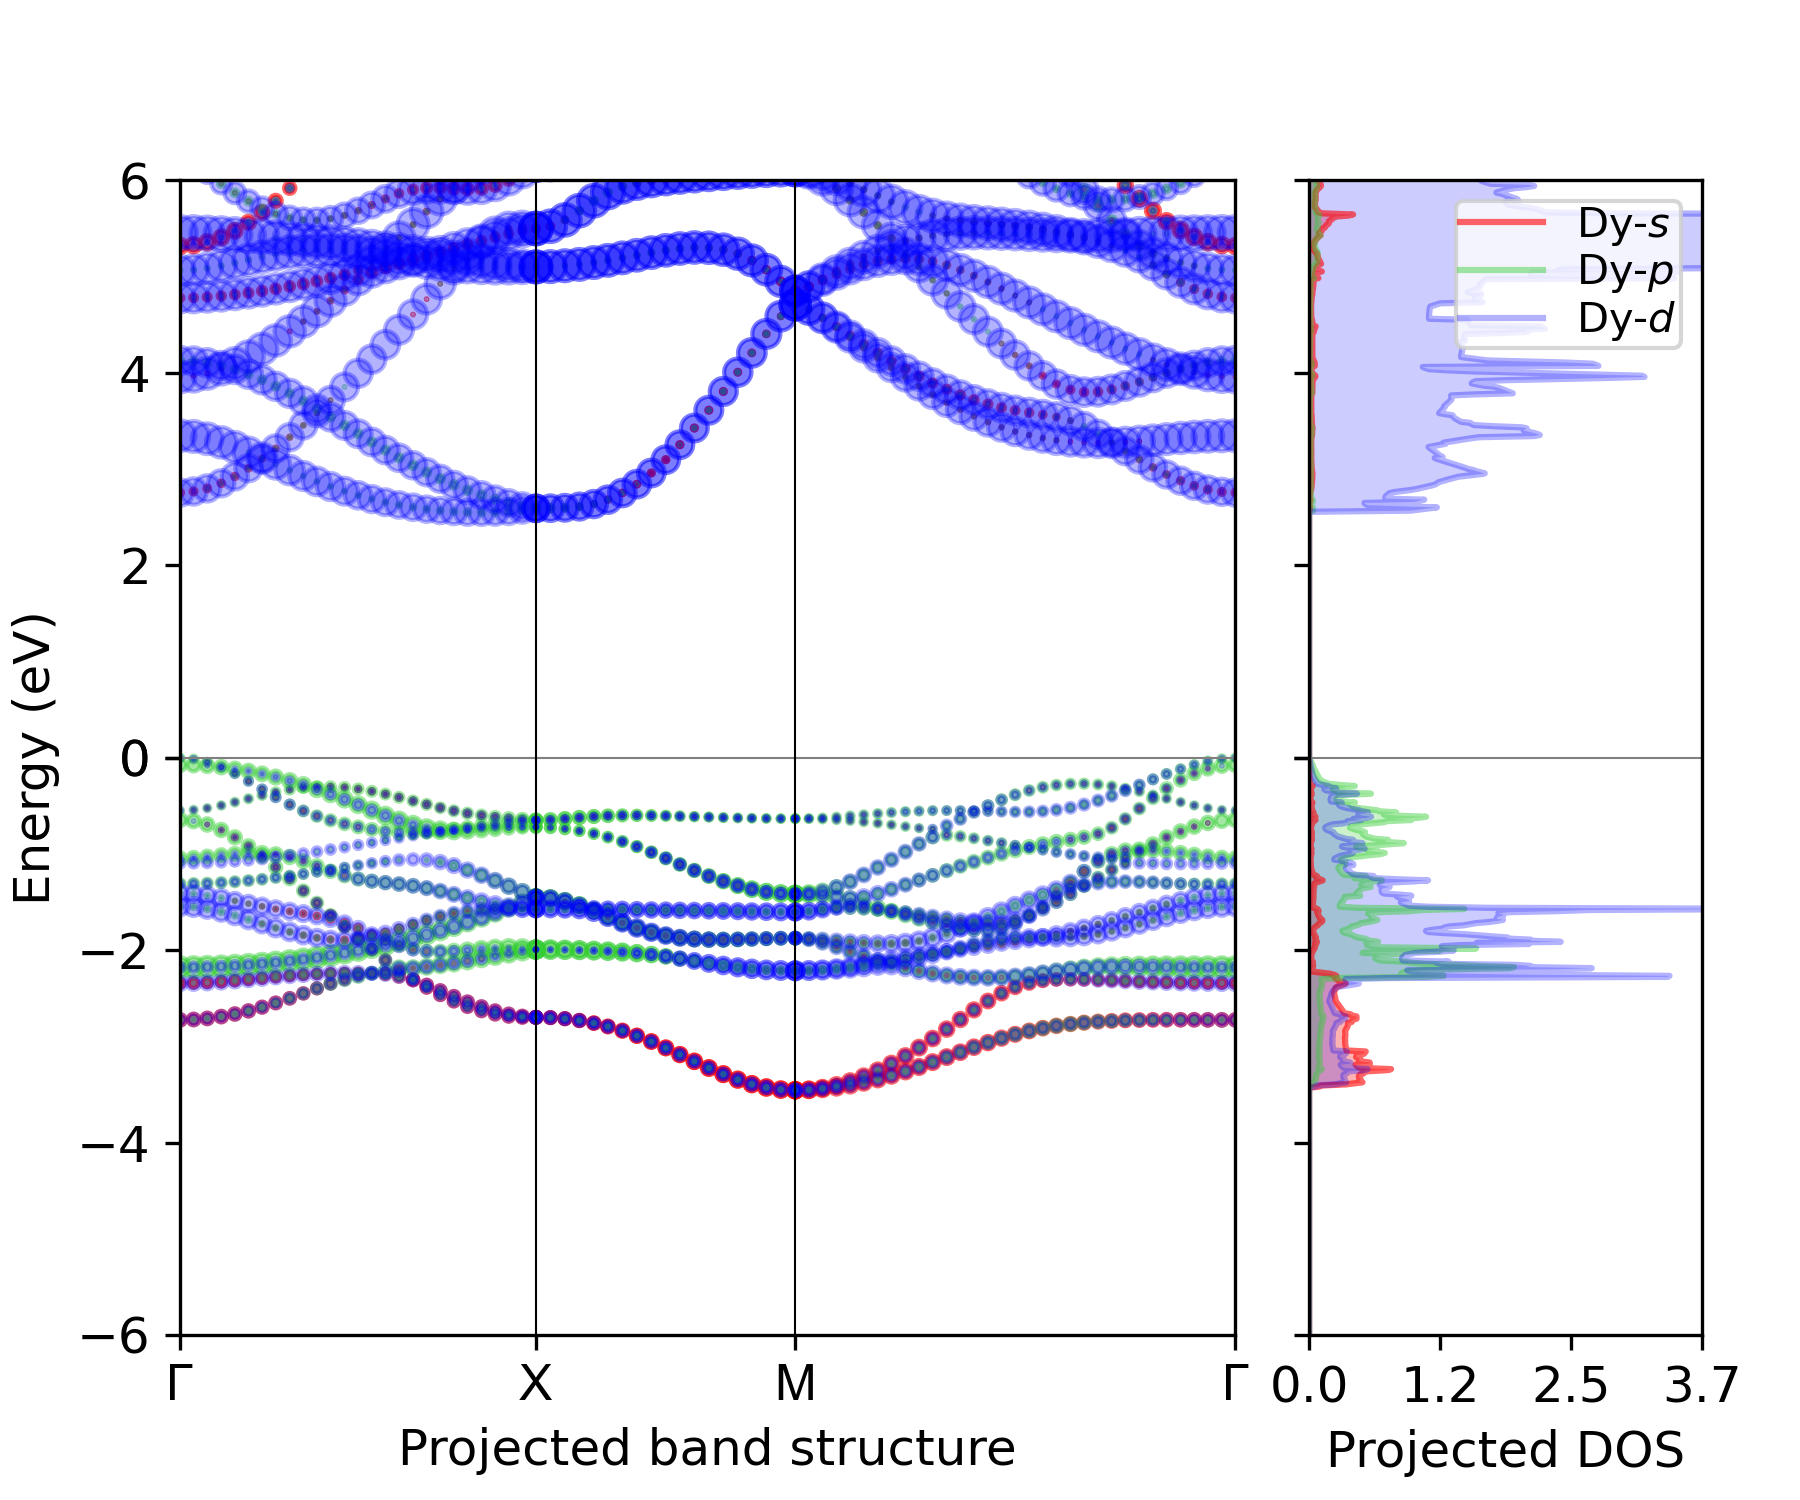 6
4
2
0
−2
−4
−6
Energy (eV)
Γ
X
M
Γ
Projected band structure
Dy-s
Dy-p
Dy-d
0.0
1.2
2.5
3.7
Projected DOS